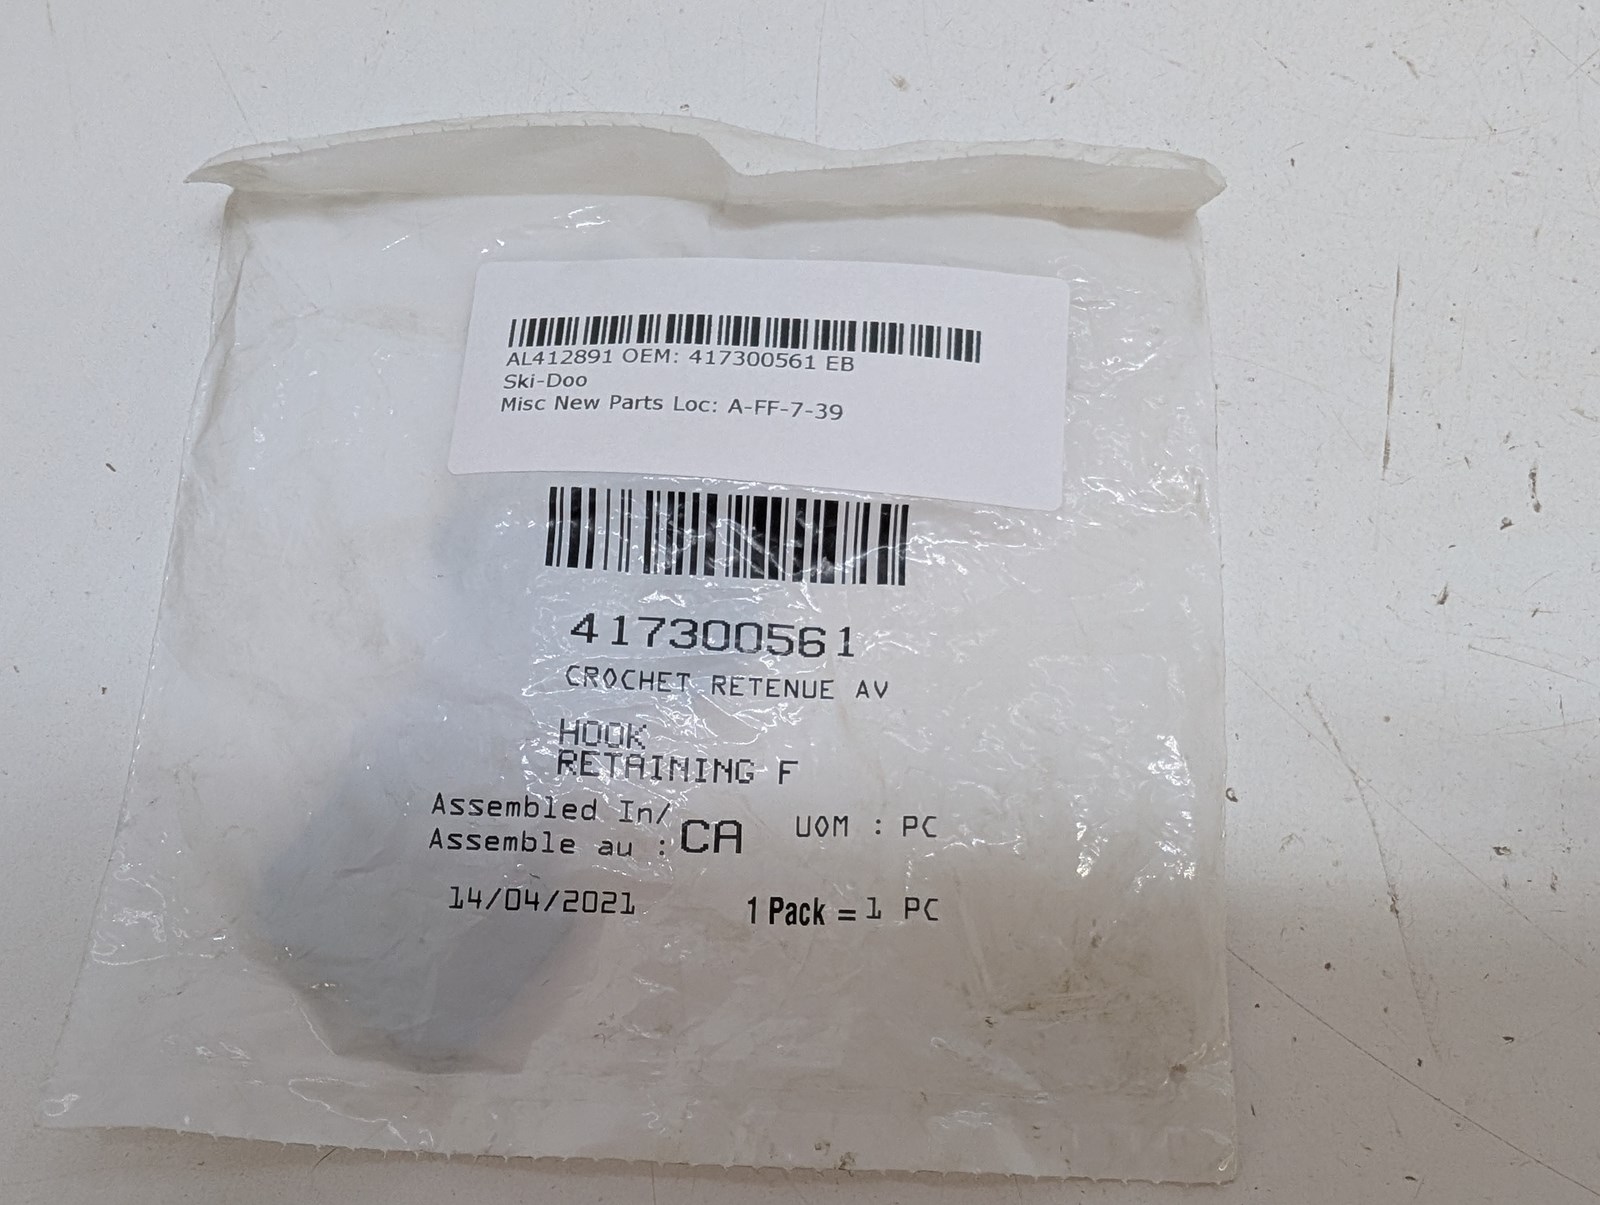 AL412891 OEM: 417300561 EB
Ski-Doo
Misc New Parts Loc: A-FF-7-39
417300561
CROCHET RETENUE AV
HOOK
RETAINING F
Assembled In/
Assemble au : CA UOM : PC
14/04/2021 1 Pack = 1 PC